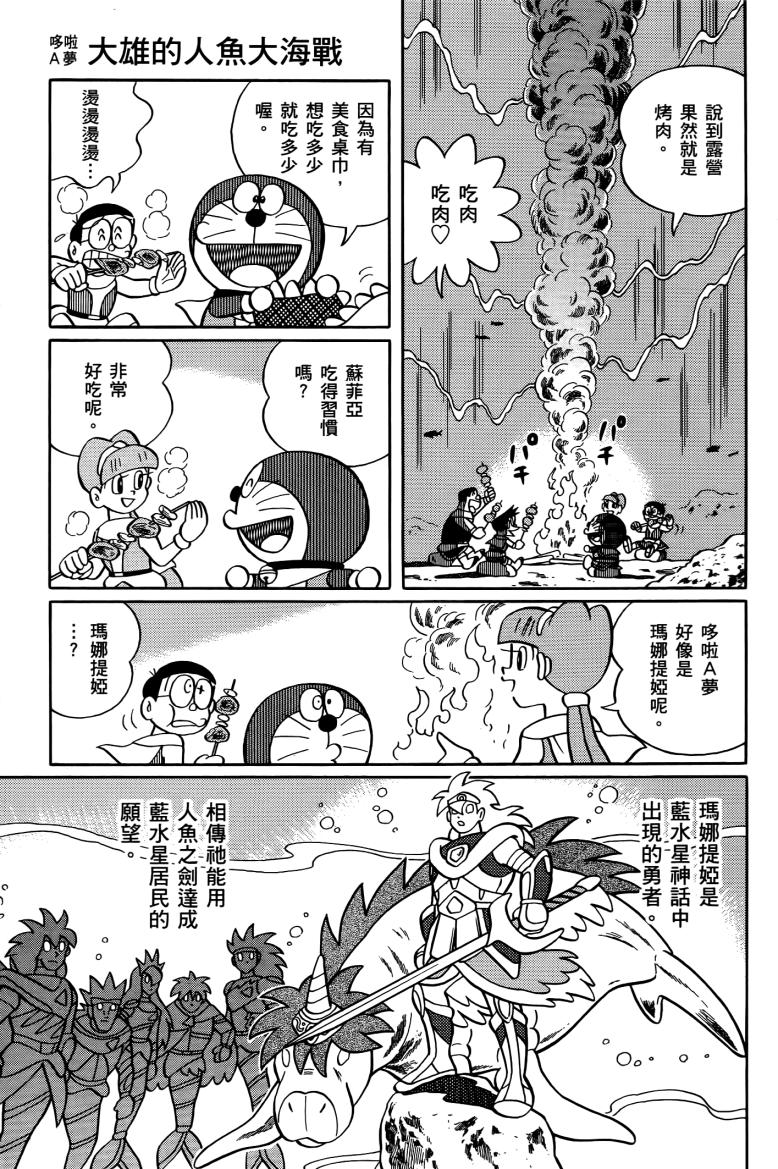 哆啦A夢 大雄的人魚大海戰
說到露營
果然就是
烤肉。
吃肉
吃肉♡
パチ
パチ
因為有
美食桌巾，
想吃多少
就吃多少
喔。
燙燙燙燙…
蘇菲亞
吃得習慣
嗎？
非常
好吃呢。
哆啦A夢
好像是
瑪娜提婭呢。
瑪娜提婭
…？
瑪娜提婭是
藍水星神話中
出現的勇者。
相傳祂能用
人魚之劍達成
藍水星居民的
願望。